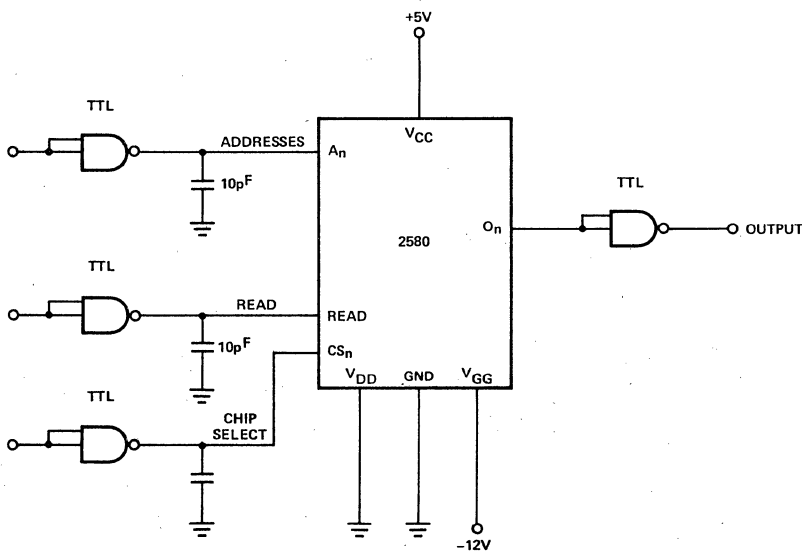 +5V
TTL
ADDRESSES
An
VCC
10pF
TTL
On
OUTPUT
2580
TTL
READ
READ
10pF
CSn
VDD
GND
VGG
TTL
CHIP
SELECT
-12V